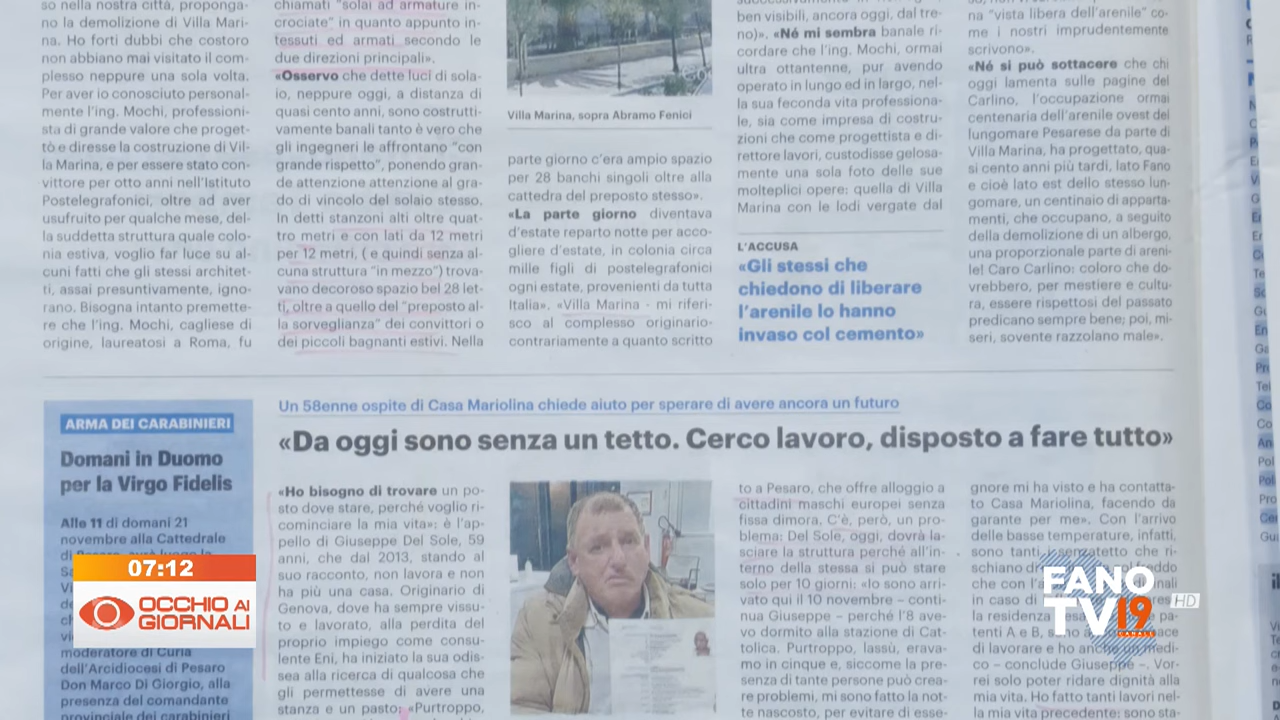 so nella nostra città, propongano
la demolizione di Villa Marina.
Ho forti dubbi che costoro
non abbiano mai visitato il complesso
neppure una sola volta.
Per aver io conosciuto personal-
mente l'ing. Mochi, professioni-
sta di grande valore che proget-
tò e diresse la costruzione di Vil-
la Marina, e per essere stato con-
vittore per otto anni nell'Istituto
Postelegrafonici, oltre ad aver
usufruito per qualche mese, del-
la suddetta struttura quale colo-
nia estiva, voglio far luce su al-
cuni fatti che gli stessi architet-
ti, assai presuntivamente, igno-
rano. Bisogna intanto premette-
re che l'ing. Mochi, cagliese di
origine, laureatosi a Roma, fu
chiamati "solai ad armature in-
crociate" in quanto appunto in-
tessuti ed armati secondo le
due direzioni principali».
«Osservo che dette luci di sola-
io, neppure oggi, a distanza di
quasi cento anni, sono costrutti-
vamente banali tanto è vero che
gli ingegneri le affrontano "con
grande rispetto", ponendo gran-
de attenzione attenzione al gra-
do di vincolo del solaio stesso.
In detti stanzoni alti oltre quat-
tro metri e con lati da 12 metri
per 12 metri, ( e quindi senza al-
cuna struttura "in mezzo") trova-
vano decoroso spazio bel 28 let-
ti, oltre a quello del "preposto al-
la sorveglianza" dei convittori o
dei piccoli bagnanti estivi. Nella
Villa Marina, sopra Abramo Fenici
parte giorno c'era ampio spazio
per 28 banchi singoli oltre alla
cattedra del preposto stesso».
«La parte giorno diventava
d'estate reparto notte per acco-
gliere d'estate, in colonia circa
mille figli di postelegrafonici
ogni estate, provenienti da tutta
Italia». «Villa Marina - mi riferi-
sco al complesso originario-
contrariamente a quanto scritto
ben visibili, ancora oggi, dal tre-
no)». «Né mi sembra banale ri-
cordare che l'ing. Mochi, ormai
ultra ottantenne, pur avendo
operato in lungo ed in largo, nel-
la sua feconda vita professiona-
le, sia come impresa di costru-
zioni che come progettista e di-
rettore lavori, custodisse gelosa-
mente una sola foto delle sue
molteplici opere: quella di Villa
Marina con le lodi vergate dal
L'ACCUSA
«Gli stessi che
chiedono di liberare
l'arenile lo hanno
invaso col cemento»
na "vista libera dell'arenile" co-
me i nostri imprudentemente
scrivono».
«Né si può sottacere che chi
oggi lamenta sulle pagine del
Carlino, l'occupazione ormai
centenaria dell'arenile ovest del
lungomare Pesarese da parte di
Villa Marina, ha progettato, qua-
si cento anni più tardi, lato Fano
e cioè lato est dello stesso lun-
gomare, un centinaio di apparta-
menti, che occupano, a seguito
della demolizione di un albergo,
una proporzionale parte di areni-
le! Caro Carlino: coloro che do-
vrebbero, per mestiere e cultu-
ra, essere rispettosi del passato
predicano sempre bene; poi, mi-
seri, sovente razzolano male».
ARMA DEI CARABINIERI
Domani in Duomo
per la Virgo Fidelis
Alle 11 di domani 21
novembre alla Cattedrale
moderatore di Curia
dell'Arcidiocesi di Pesaro
Don Marco Di Giorgio, alla
presenza del comandante
provinciale dei carabinieri
Un 58enne ospite di Casa Mariolina chiede aiuto per sperare di avere ancora un futuro
«Da oggi sono senza un tetto. Cerco lavoro, disposto a fare tutto»
«Ho bisogno di trovare un po-
sto dove stare, perché voglio ri-
cominciare la mia vita»: è l'ap-
pello di Giuseppe Del Sole, 59
anni, che dal 2013, stando al
suo racconto, non lavora e non
ha più una casa. Originario di
Genova, dove ha sempre vissu-
to e lavorato, alla perdita del
proprio impiego come consu-
lente Eni, ha iniziato la sua odis-
sea alla ricerca di qualcosa che
gli permettesse di avere una
stanza e un pasto: «Purtroppo,
to a Pesaro, che offre alloggio a
cittadini maschi europei senza
fissa dimora. C'è, però, un pro-
blema: Del Sole, oggi, dovrà la-
sciare la stanza perché all'in-
terno della stessa si può stare
solo per 10 giorni: «Io sono arri-
vato qui il 10 novembre – conti-
nua Giuseppe – perché l'8 ave-
vo dormito alla stazione di Cat-
tolica. Purtroppo, lassù, erava-
mo in cinque e, siccome la pre-
senza di tante persone può crea-
re problemi, mi sono fatto la not-
te nascosto, per evitare di esse-
gnore mi ha visto e ha contatta-
to Casa Mariolina, facendo da
garante per me». Con l'arrivo
delle basse temperature, infatti,
sono tanti
schiano
che con l'a
in caso di
la residenza
tenti A e B, sono
di lavorare e ho
co – conclude Giuseppe –. Vor-
rei solo poter ridare dignità alla
mia vita. Ho fatto tanti lavori nel-
la mia vita precedente: sono sta-
07:12
OCCHIO AI
GIORNALI
FANO
TV19 HD
CANALE